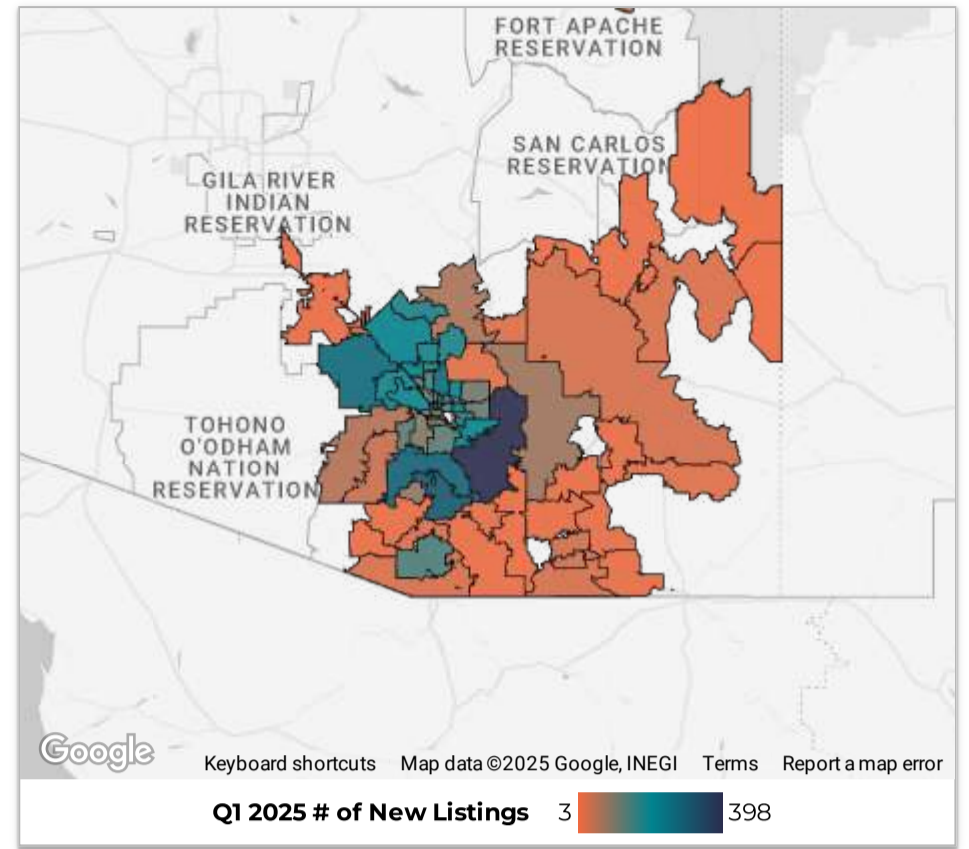 FORT APACHE
RESERVATION
SAN CARLOS
RESERVATION
GILA RIVER
INDIAN
RESERVATION
TOHONO
O'ODHAM
NATION
RESERVATION
Google
Keyboard shortcuts Map data ©2025 Google, INEGI Terms Report a map error
Q1 2025 # of New Listings 3 398